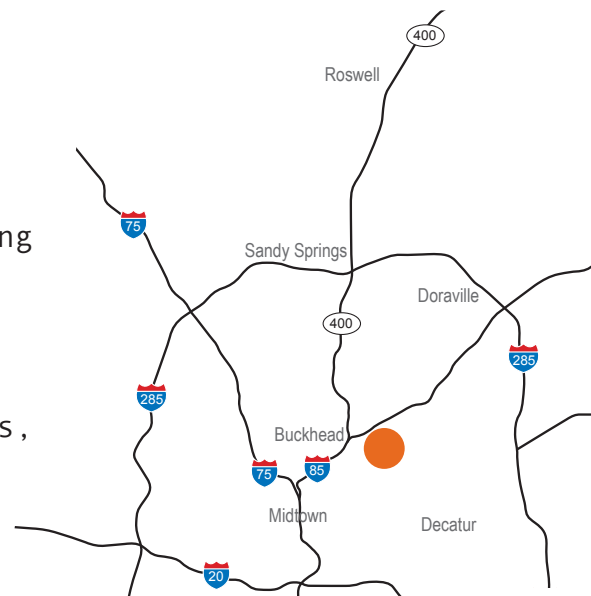 400
Roswell
75
ng
Sandy Springs
Doraville
400
285
285
s,
Buckhead
75
85
Midtown
Decatur
20